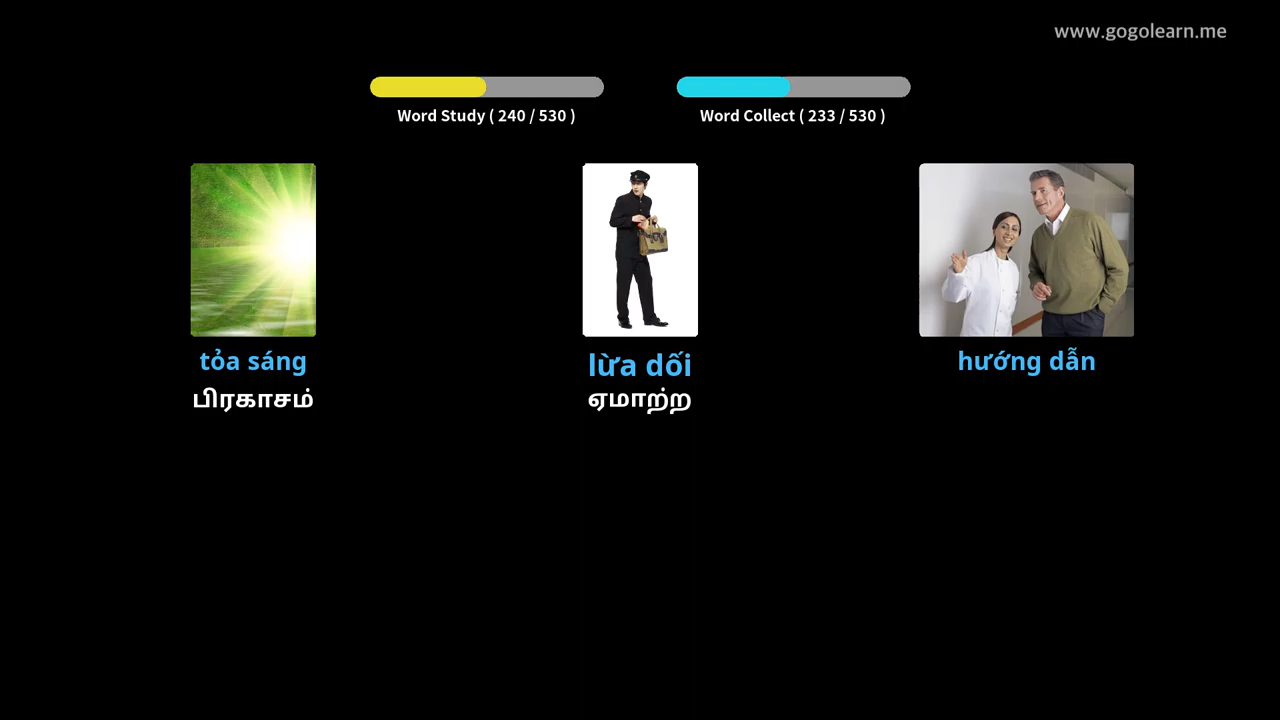 www.gogolearn.me
Word Study ( 240 / 530 )
Word Collect ( 233 / 530 )
tỏa sáng
பிரகாசம்
lừa dối
ஏமாற்ற
hướng dẫn